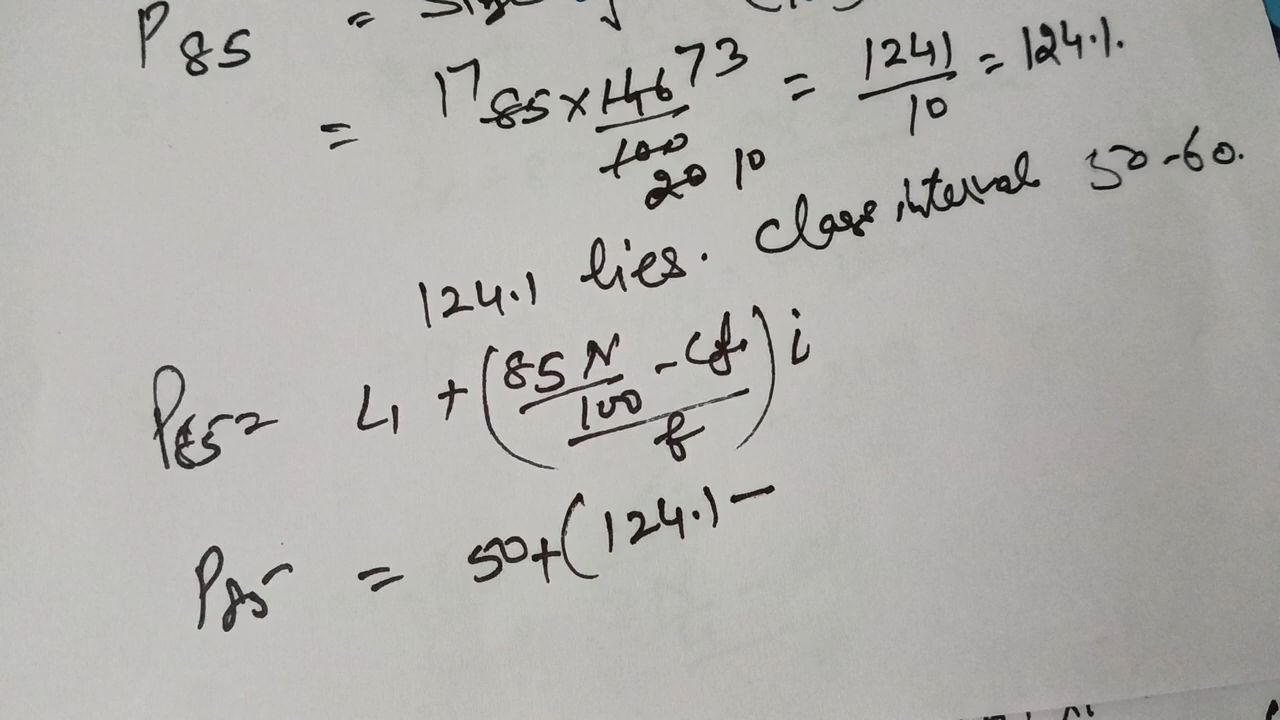 P85 =
= 17 85 × 146 73 / 100 20 10 = 1241 / 10 = 124.1.
124.1 lies. Class interval 50-60.
P85 = L1 + ( (85 N / 100 - Cf.) / f ) i
P85 = 50 + ( 124.1 -